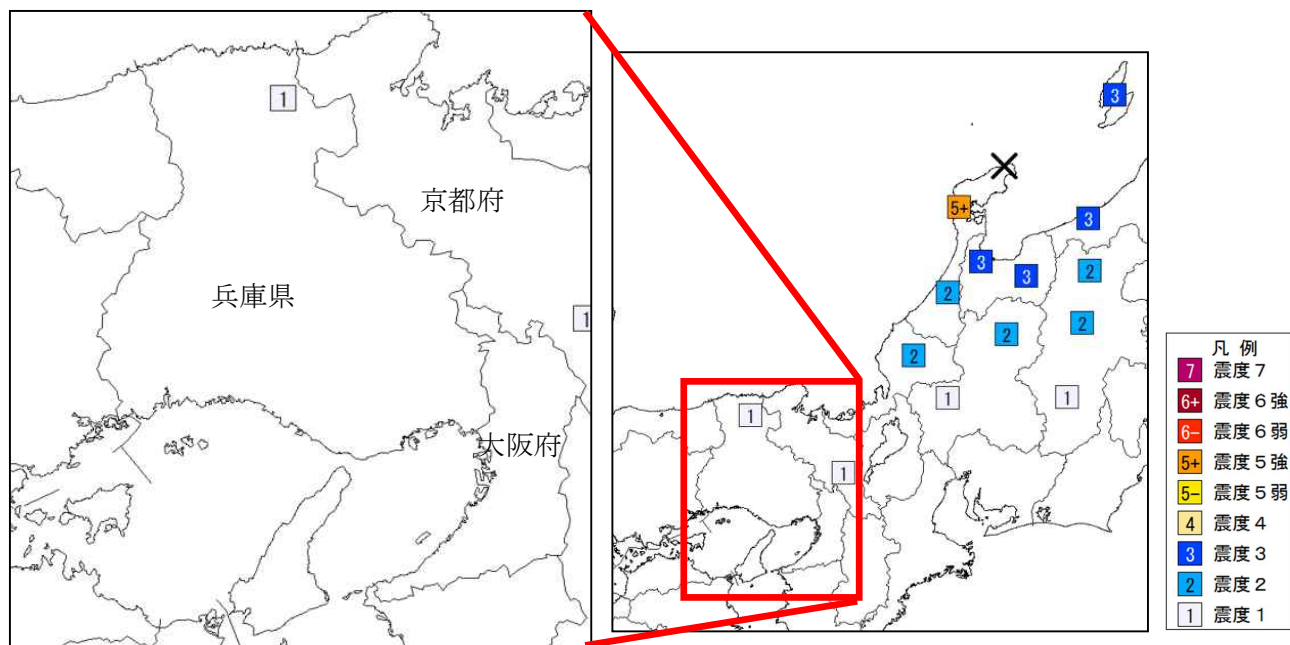 1
京都府
兵庫県
1
大阪府
3
5+
3
3
3
2
2
2
2
2
1
1
1
1
凡 例
7 震度7
6+ 震度6強
6- 震度6弱
5+ 震度5強
5- 震度5弱
4 震度4
3 震度3
2 震度2
1 震度1